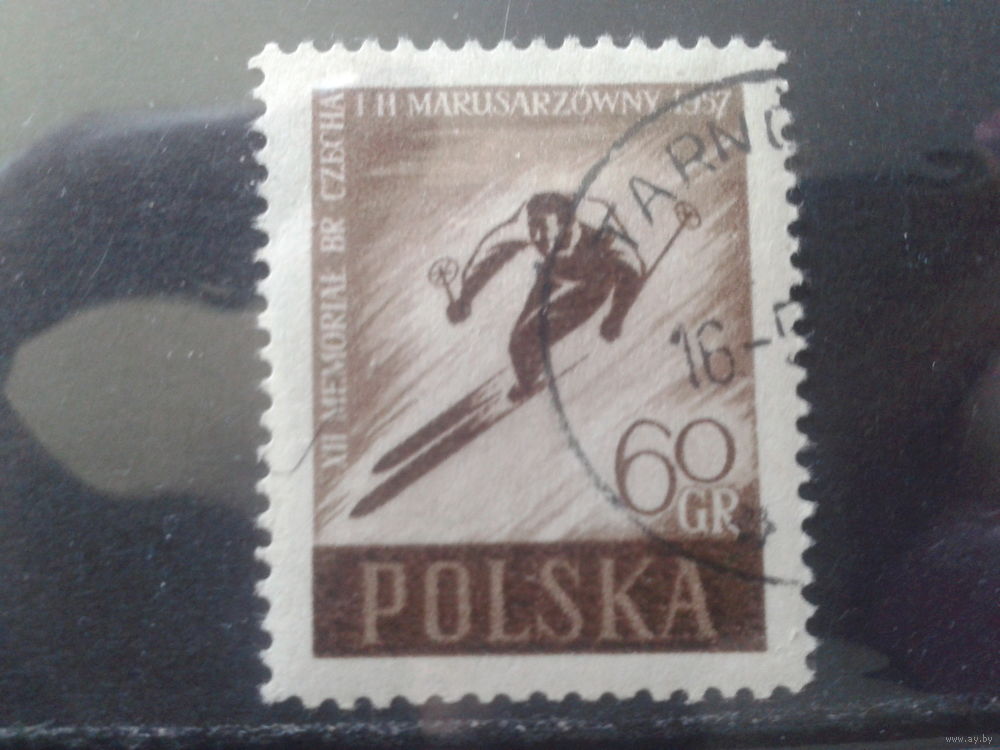 XII MEMORIAŁ BR CZECHA
I H MARUSARZÓWNY 1957
16-
60
GR
POLSKA
www.ay.by